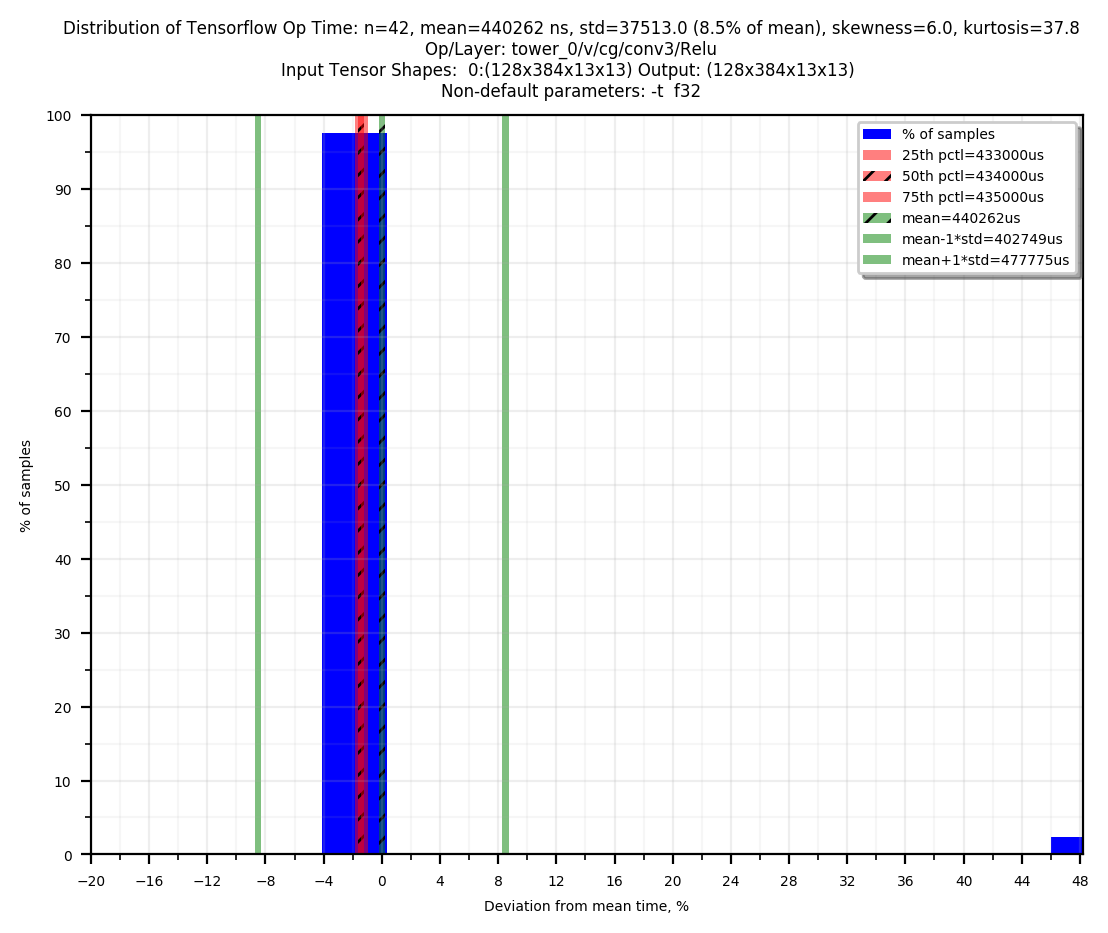 Distribution of Tensorflow Op Time: n=42, mean=440262 ns, std=37513.0 (8.5% of mean), skewness=6.0, kurtosis=37.8
Op/Layer: tower_0/v/cg/conv3/Relu
Input Tensor Shapes:  0:(128x384x13x13) Output: (128x384x13x13)
Non-default parameters: -t  f32
% of samples
25th pctl=433000us
50th pctl=434000us
75th pctl=435000us
mean=440262us
mean-1*std=402749us
mean+1*std=477775us
100
90
80
70
60
50
40
30
20
10
0
% of samples
−20 −16 −12 −8 −4 0 4 8 12 16 20 24 28 32 36 40 44 48
Deviation from mean time, %